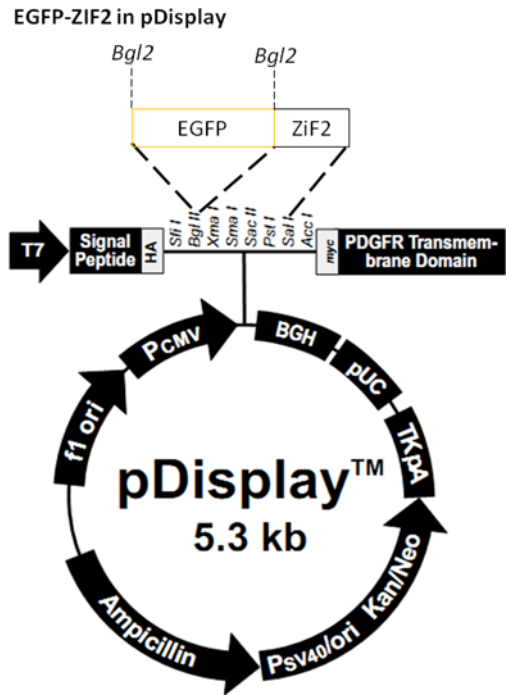 EGFP-ZIF2 in pDisplay
Bgl2
Bgl2
EGFP
ZiF2
Sfi I
Bgl II
Xma I
Sma I
Sac II
Pst I
Sal I
Acc I
T7
Signal
Peptide
HA
myc
PDGFR Transmem-
brane Domain
PCMV
BGH
pUC
TKpA
f1 ori
pDisplay™
5.3 kb
Ampicillin
PSV40/ori
Kan/Neo